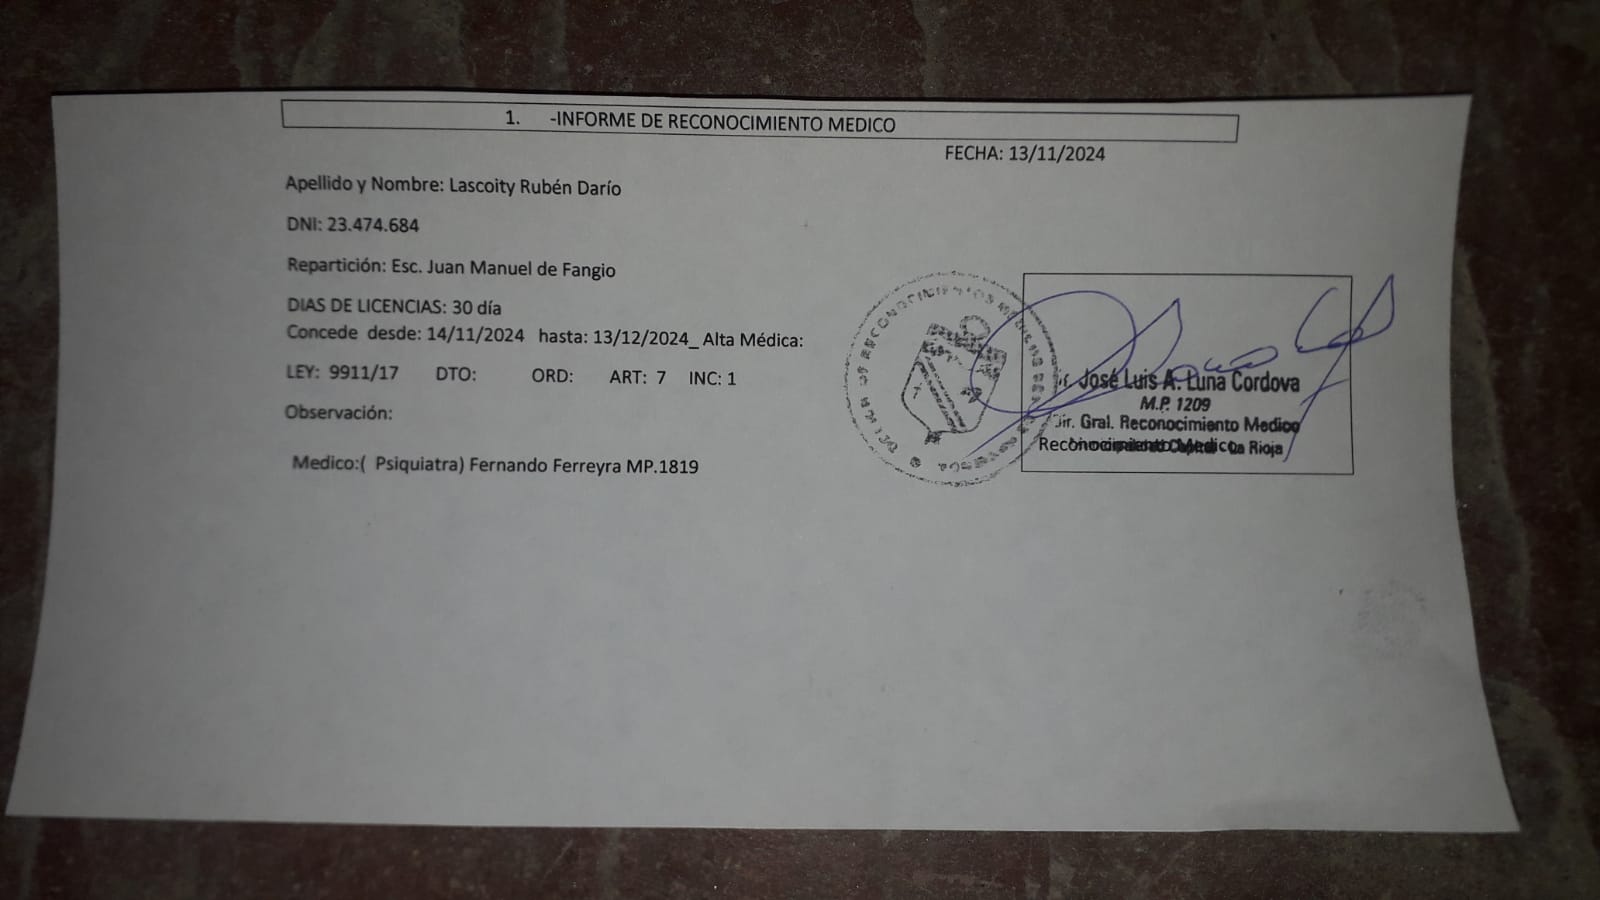 1. -INFORME DE RECONOCIMIENTO MEDICO
FECHA: 13/11/2024
Apellido y Nombre: Lascoity Rubén Darío
DNI: 23.474.684
Repartición: Esc. Juan Manuel de Fangio
DIAS DE LICENCIAS: 30 día
Concede desde: 14/11/2024 hasta: 13/12/2024_ Alta Médica:
LEY: 9911/17 DTO: ORD: ART: 7 INC: 1
Observación:
Medico:( Psiquiatra) Fernando Ferreyra MP.1819
José Luis A. Luna Cordova
M.P. 1209
Dir. Gral. Reconocimiento Medico
Reconocimiento Medico
La Rioja